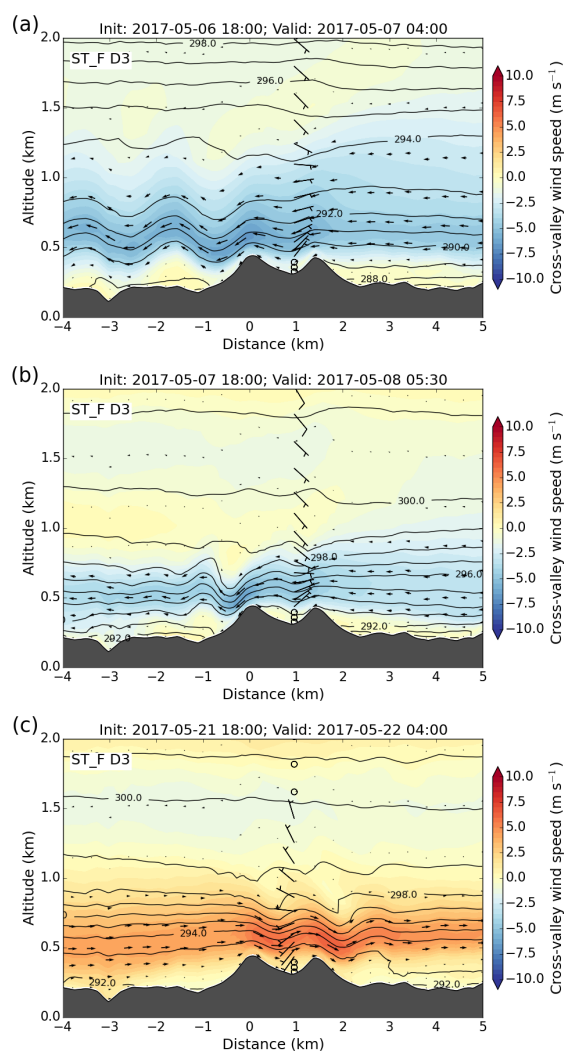 (a)
Init: 2017-05-06 18:00; Valid: 2017-05-07 04:00
ST_F D3
2.0
1.5
1.0
0.5
0.0
Altitude (km)
298.0
296.0
294.0
292.0
290.0
288.0
−4 −3 −2 −1 0 1 2 3 4 5
Distance (km)
10.0
7.5
5.0
2.5
0.0
−2.5
−5.0
−7.5
−10.0
Cross-valley wind speed (m s⁻¹)
(b)
Init: 2017-05-07 18:00; Valid: 2017-05-08 05:30
ST_F D3
2.0
1.5
1.0
0.5
0.0
Altitude (km)
300.0
298.0
296.0
292.0
292.0
−4 −3 −2 −1 0 1 2 3 4 5
Distance (km)
10.0
7.5
5.0
2.5
0.0
−2.5
−5.0
−7.5
−10.0
Cross-valley wind speed (m s⁻¹)
(c)
Init: 2017-05-21 18:00; Valid: 2017-05-22 04:00
ST_F D3
2.0
1.5
1.0
0.5
0.0
Altitude (km)
300.0
298.0
294.0
292.0
292.0
−4 −3 −2 −1 0 1 2 3 4 5
Distance (km)
10.0
7.5
5.0
2.5
0.0
−2.5
−5.0
−7.5
−10.0
Cross-valley wind speed (m s⁻¹)